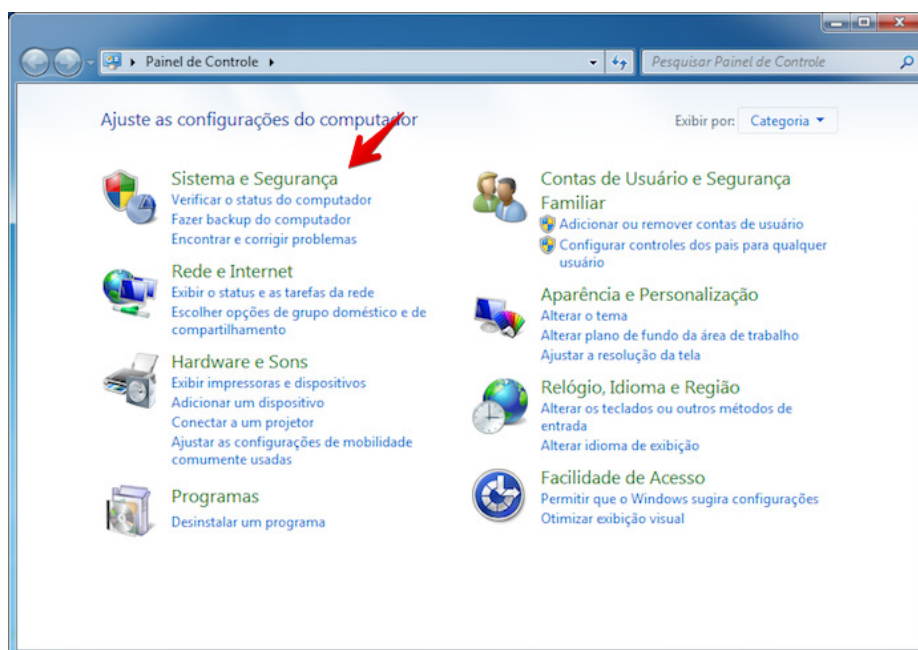 Painel de Controle
Pesquisar Painel de Controle
Ajuste as configurações do computador
Exibir por: Categoria
Sistema e Segurança
Verificar o status do computador
Fazer backup do computador
Encontrar e corrigir problemas
Rede e Internet
Exibir o status e as tarefas da rede
Escolher opções de grupo doméstico e de
compartilhamento
Hardware e Sons
Exibir impressoras e dispositivos
Adicionar um dispositivo
Conectar a um projetor
Ajustar as configurações de mobilidade
comumente usadas
Programas
Desinstalar um programa
Contas de Usuário e Segurança
Familiar
Adicionar ou remover contas de usuário
Configurar controles dos pais para qualquer
usuário
Aparência e Personalização
Alterar o tema
Alterar plano de fundo da área de trabalho
Ajustar a resolução da tela
Relógio, Idioma e Região
Alterar os teclados ou outros métodos de
entrada
Alterar idioma de exibição
Facilidade de Acesso
Permitir que o Windows sugira configurações
Otimizar exibição visual